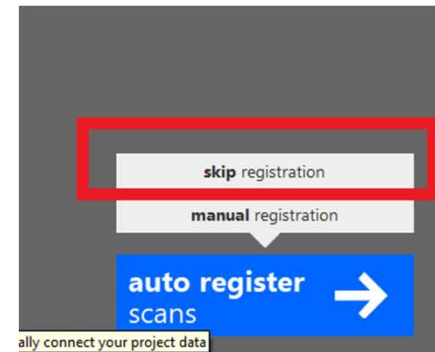 skip registration
manual registration
auto register
scans
ally connect your project data